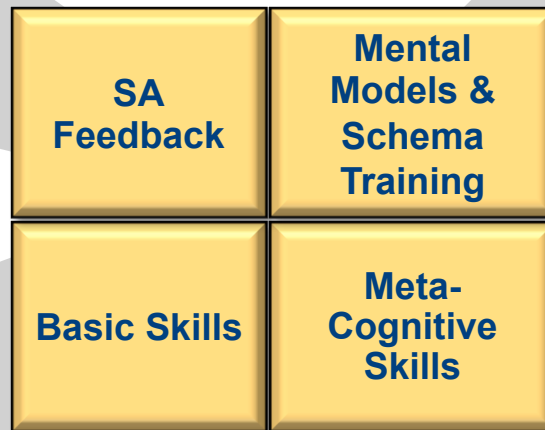 SA
Feedback
Mental
Models &
Schema
Training
Basic Skills
Meta-
Cognitive
Skills